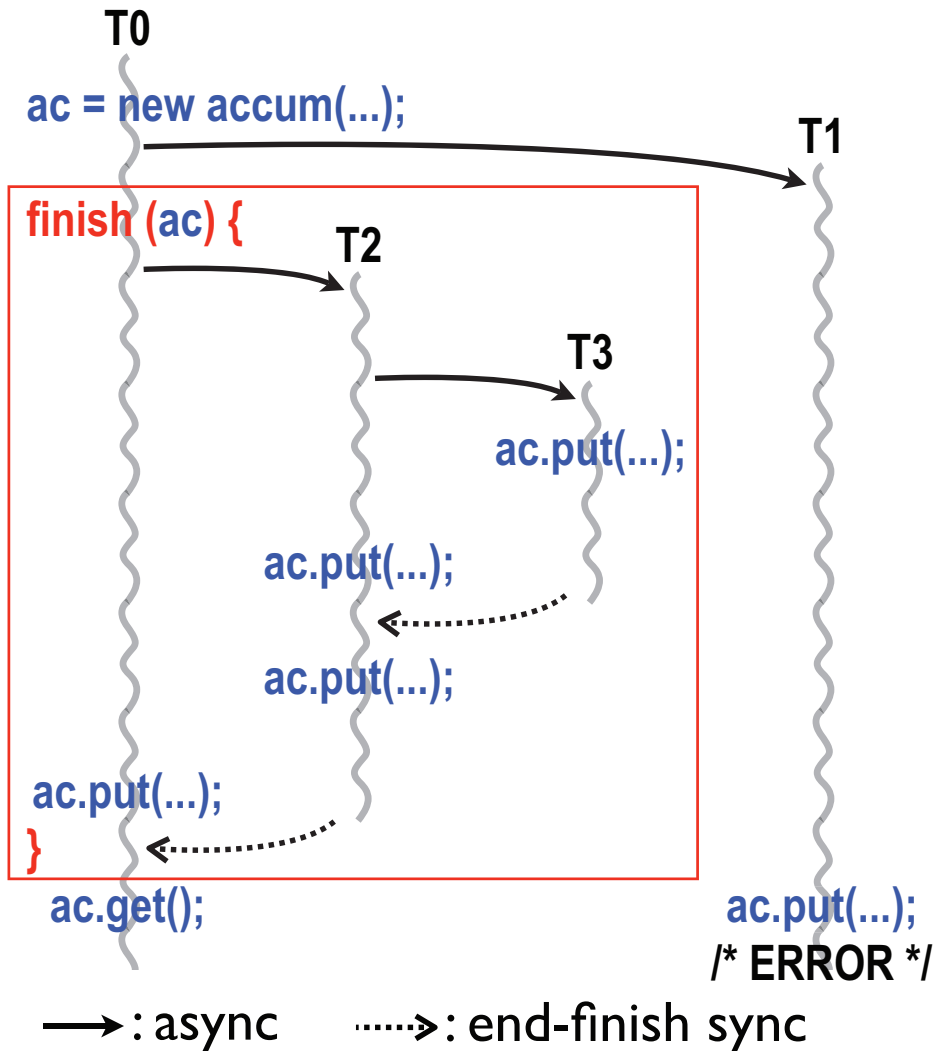 T0
ac = new accum(...);
T1
finish (ac) {
T2
T3
ac.put(...);
ac.put(...);
ac.put(...);
ac.put(...);
}
ac.get();
ac.put(...);
/* ERROR */
: async
: end-finish sync